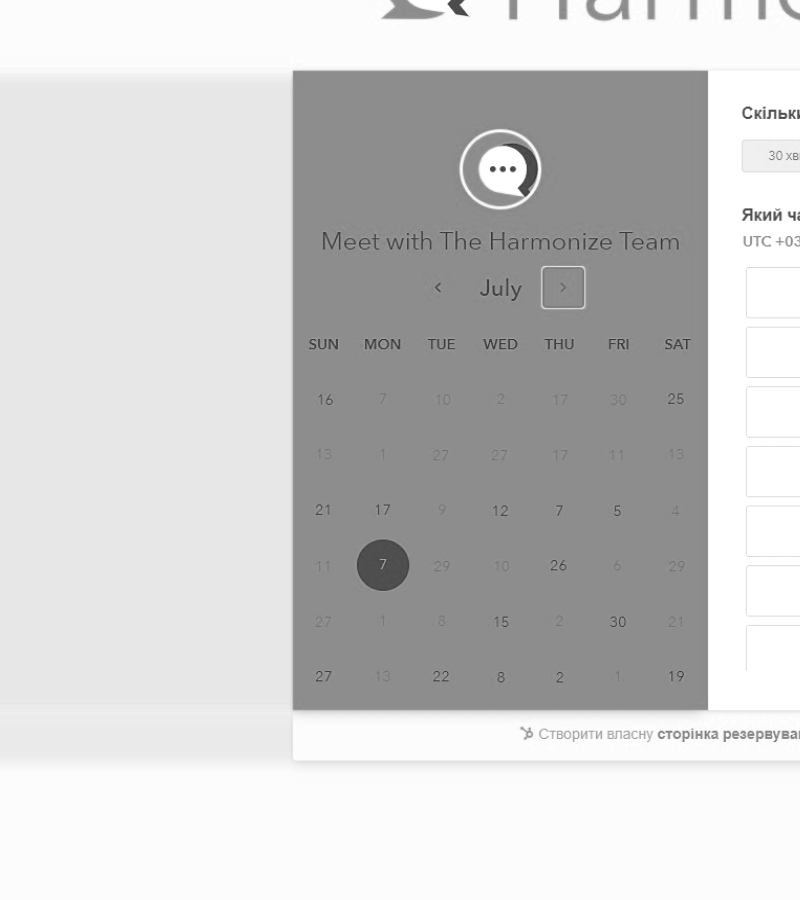 Harmo
Meet with The Harmonize Team
July
SUN MON TUE WED THU FRI SAT
16 7 10 2 17 30 25
13 1 27 27 17 11 13
21 17 9 12 7 5 4
11 7 29 10 26 6 29
27 1 8 15 2 30 21
27 13 22 8 2 1 19
Скільки
30 хв
Який ча
UTC +03
Створити власну сторінка резервува